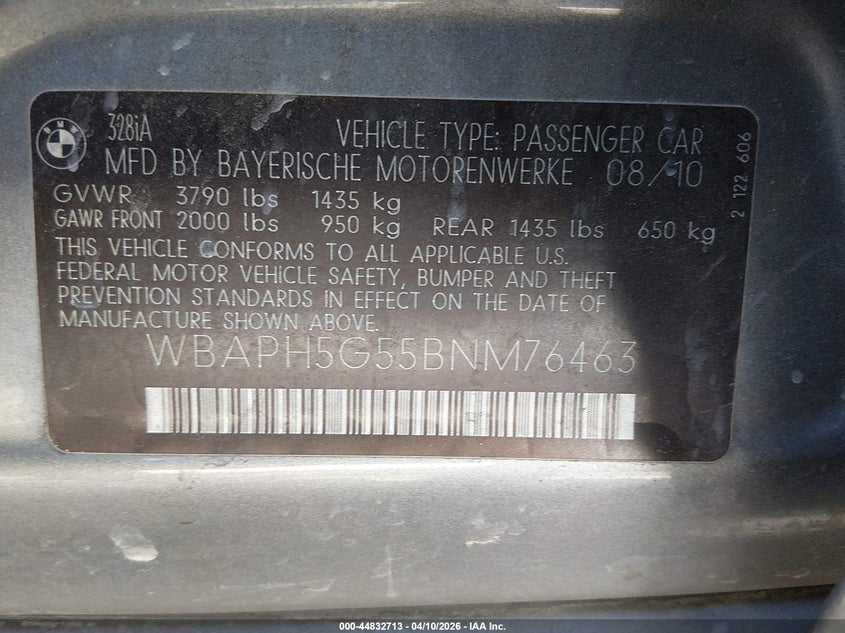 BMW
328iA
VEHICLE TYPE: PASSENGER CAR
MFD BY BAYERISCHE MOTORENWERKE 08/10
GVWR 3790 lbs 1435 kg
GAWR FRONT 2000 lbs 950 kg REAR 1435 lbs 650 kg
THIS VEHICLE CONFORMS TO ALL APPLICABLE U.S.
FEDERAL MOTOR VEHICLE SAFETY, BUMPER AND THEFT
PREVENTION STANDARDS IN EFFECT ON THE DATE OF
MANUFACTURE SHOWN ABOVE.
WBAPH5G55BNM76463
2 122 606
000-44832713 - 04/10/2026 - IAA Inc.